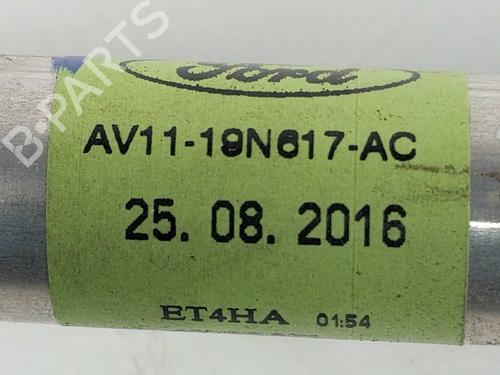 Ford
AV11-19N617-AC
25. 08. 2016
ET4HA 01:54
B-PARTS